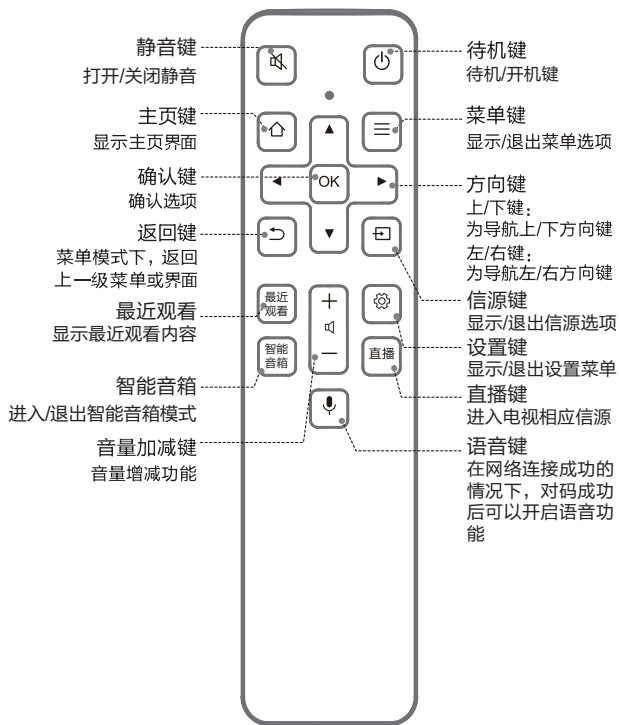 静音键
打开/关闭静音
主页键
显示主页界面
确认键
确认选项
返回键
菜单模式下，返回
上一级菜单或界面
最近观看
显示最近观看内容
智能音箱
进入/退出智能音箱模式
音量加减键
音量增减功能
OK
最近
观看
智能
音箱
直播
待机键
待机/开机键
菜单键
显示/退出菜单选项
方向键
上/下键：
为导航上/下方向键
左/右键：
为导航左/右方向键
信源键
显示/退出信源选项
设置键
显示/退出设置菜单
直播键
进入电视相应信源
语音键
在网络连接成功的
情况下，对码成功
后可以开启语音功
能